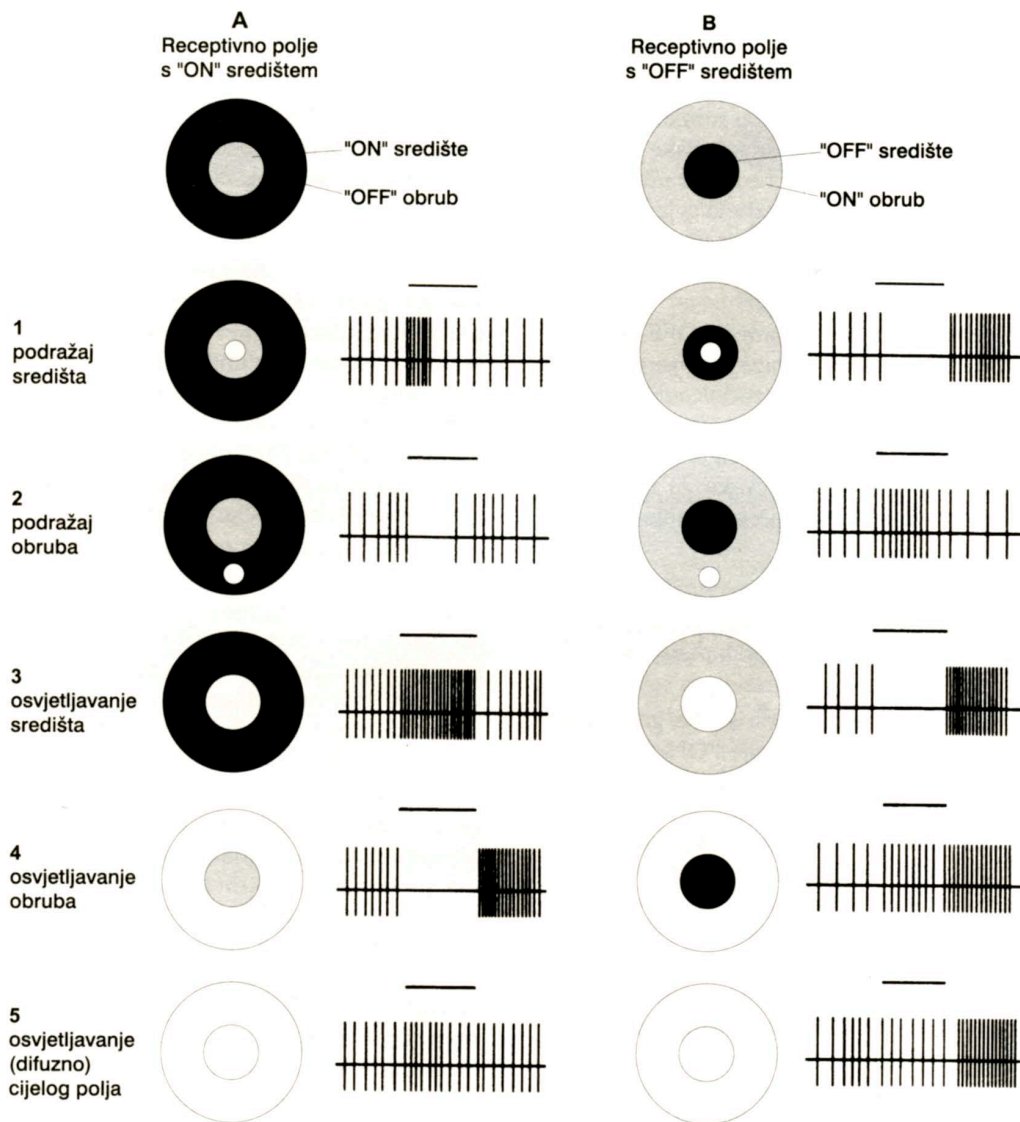 A
Receptivno polje
s "ON" središtem
"ON" središte
"OFF" obrub
B
Receptivno polje
s "OFF" središtem
"OFF" središte
"ON" obrub
1
podražaj
središta
2
podražaj
obruba
3
osvjetljavanje
središta
4
osvjetljavanje
obruba
5
osvjetljavanje
(difuzno)
cijelog polja